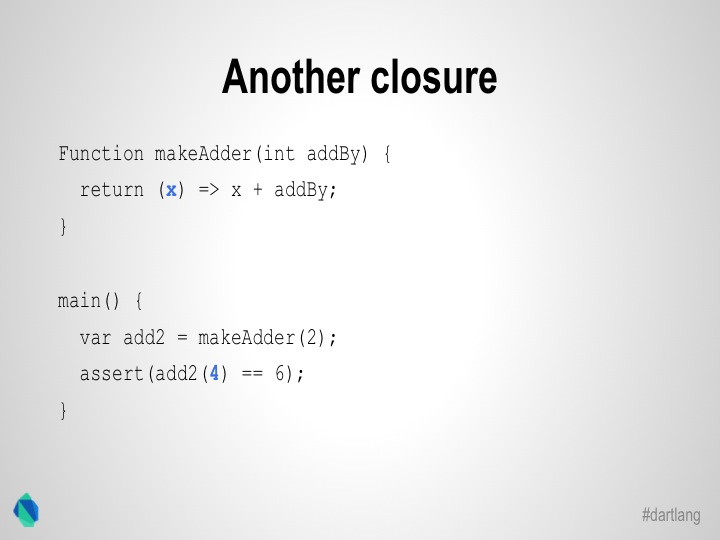 Another closure
Function makeAdder(int addBy) {
  return (x) => x + addBy;
}
main() {
  var add2 = makeAdder(2);
  assert(add2(4) == 6);
}
#dartlang